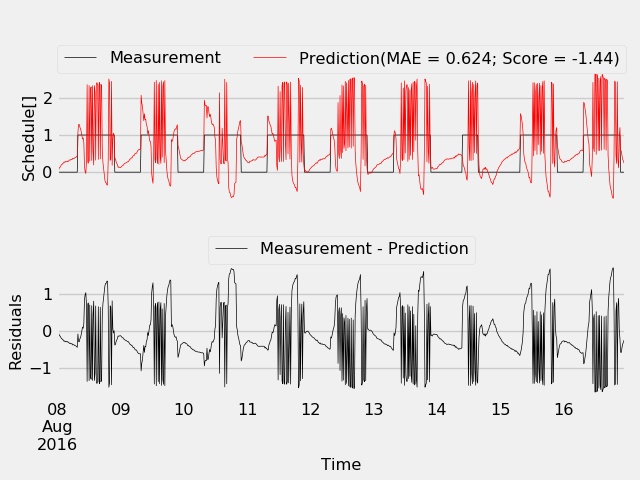 Measurement
Prediction(MAE = 0.624; Score = -1.44)
Schedule[]
2
1
0
Measurement - Prediction
Residuals
1
0
−1
08 09 10 11 12 13 14 15 16
Aug
2016
Time